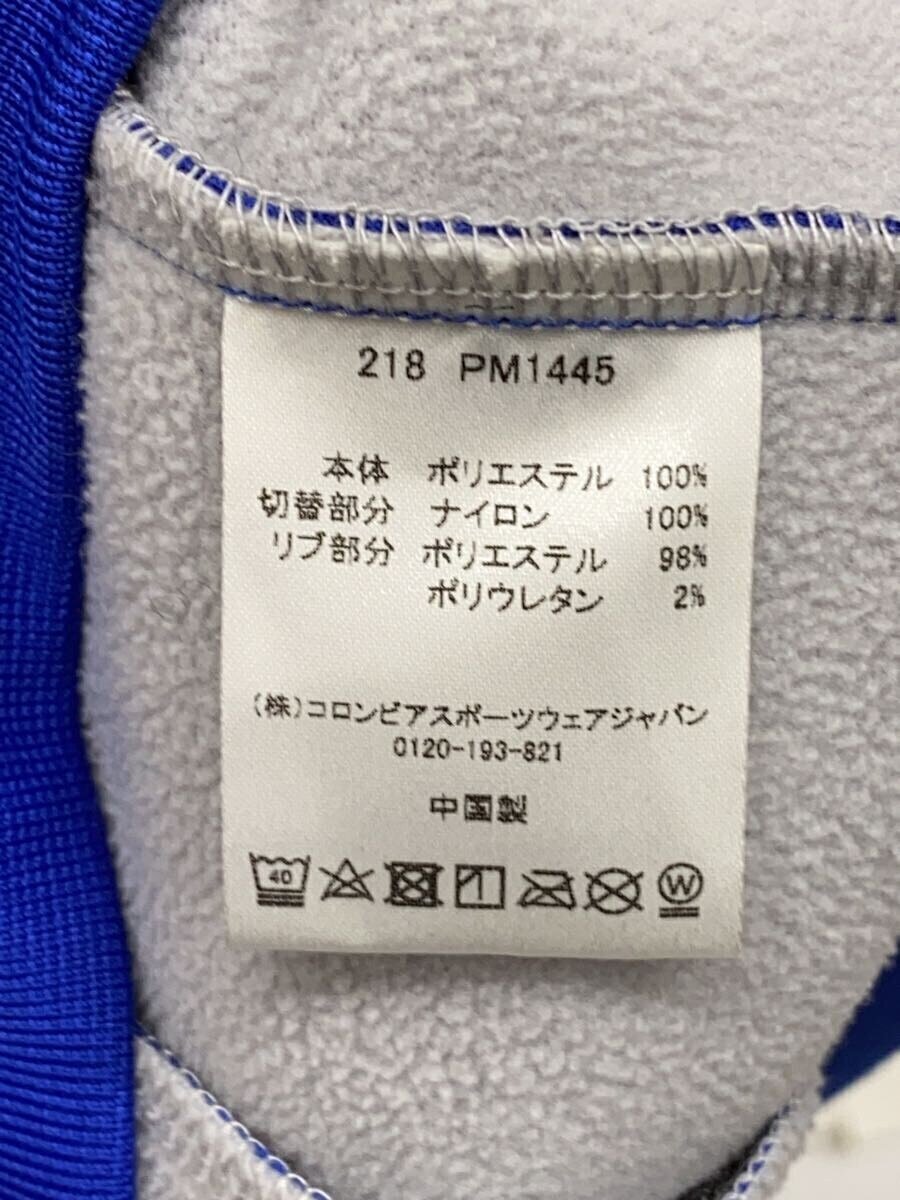 218 PM1445
本体 ポリエステル 100%
切替部分 ナイロン 100%
リブ部分 ポリエステル 98%
ポリウレタン 2%
(株)コロンビアスポーツウェアジャパン
0120-193-821
中国製
40 W